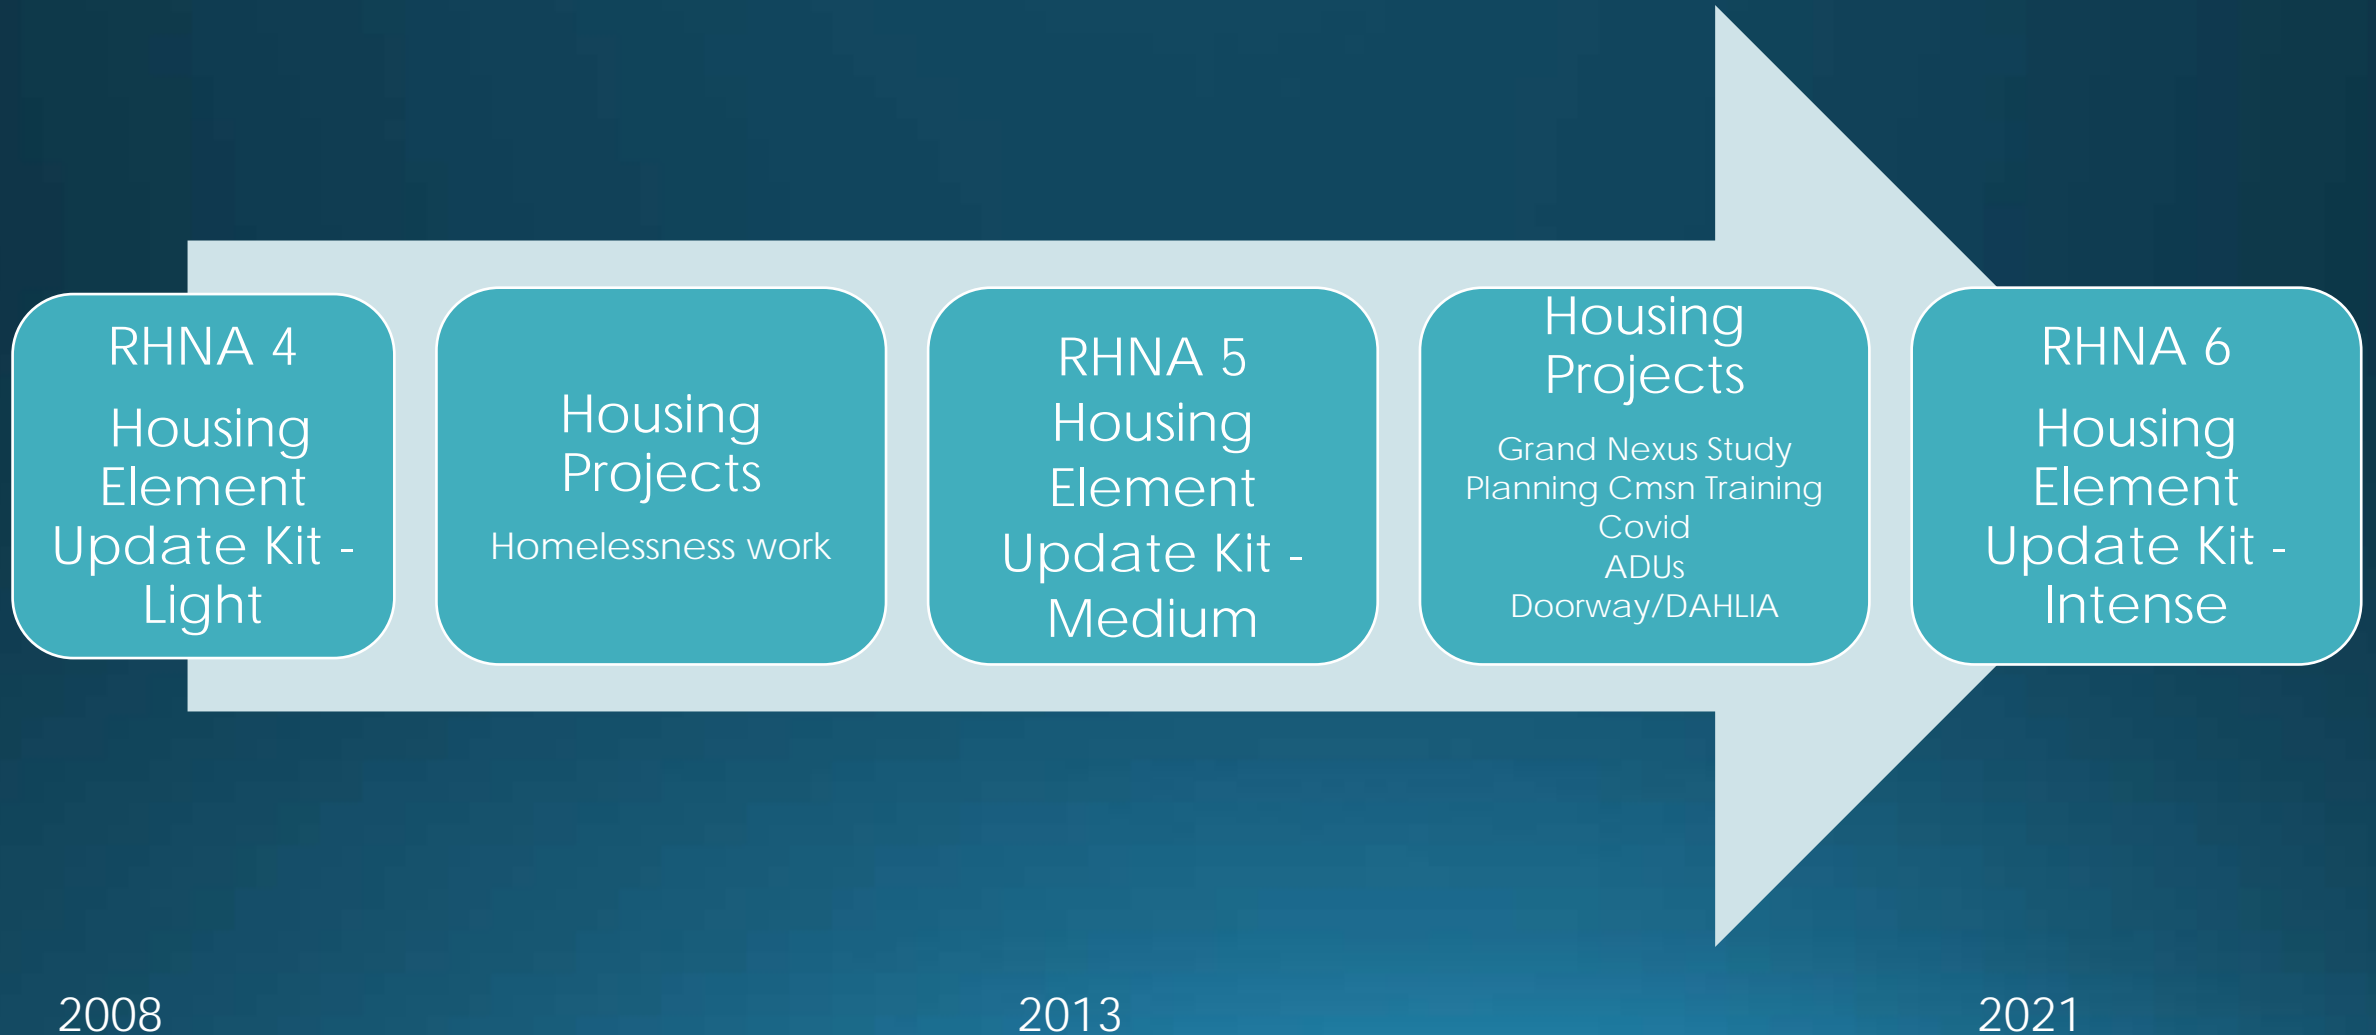 RHNA 4
Housing
Element
Update Kit -
Light
Housing
Projects
Homelessness work
RHNA 5
Housing
Element
Update Kit -
Medium
Housing
Projects
Grand Nexus Study
Planning Cmsn Training
Covid
ADUs
Doorway/DAHLIA
RHNA 6
Housing
Element
Update Kit -
Intense
2008
2013
2021